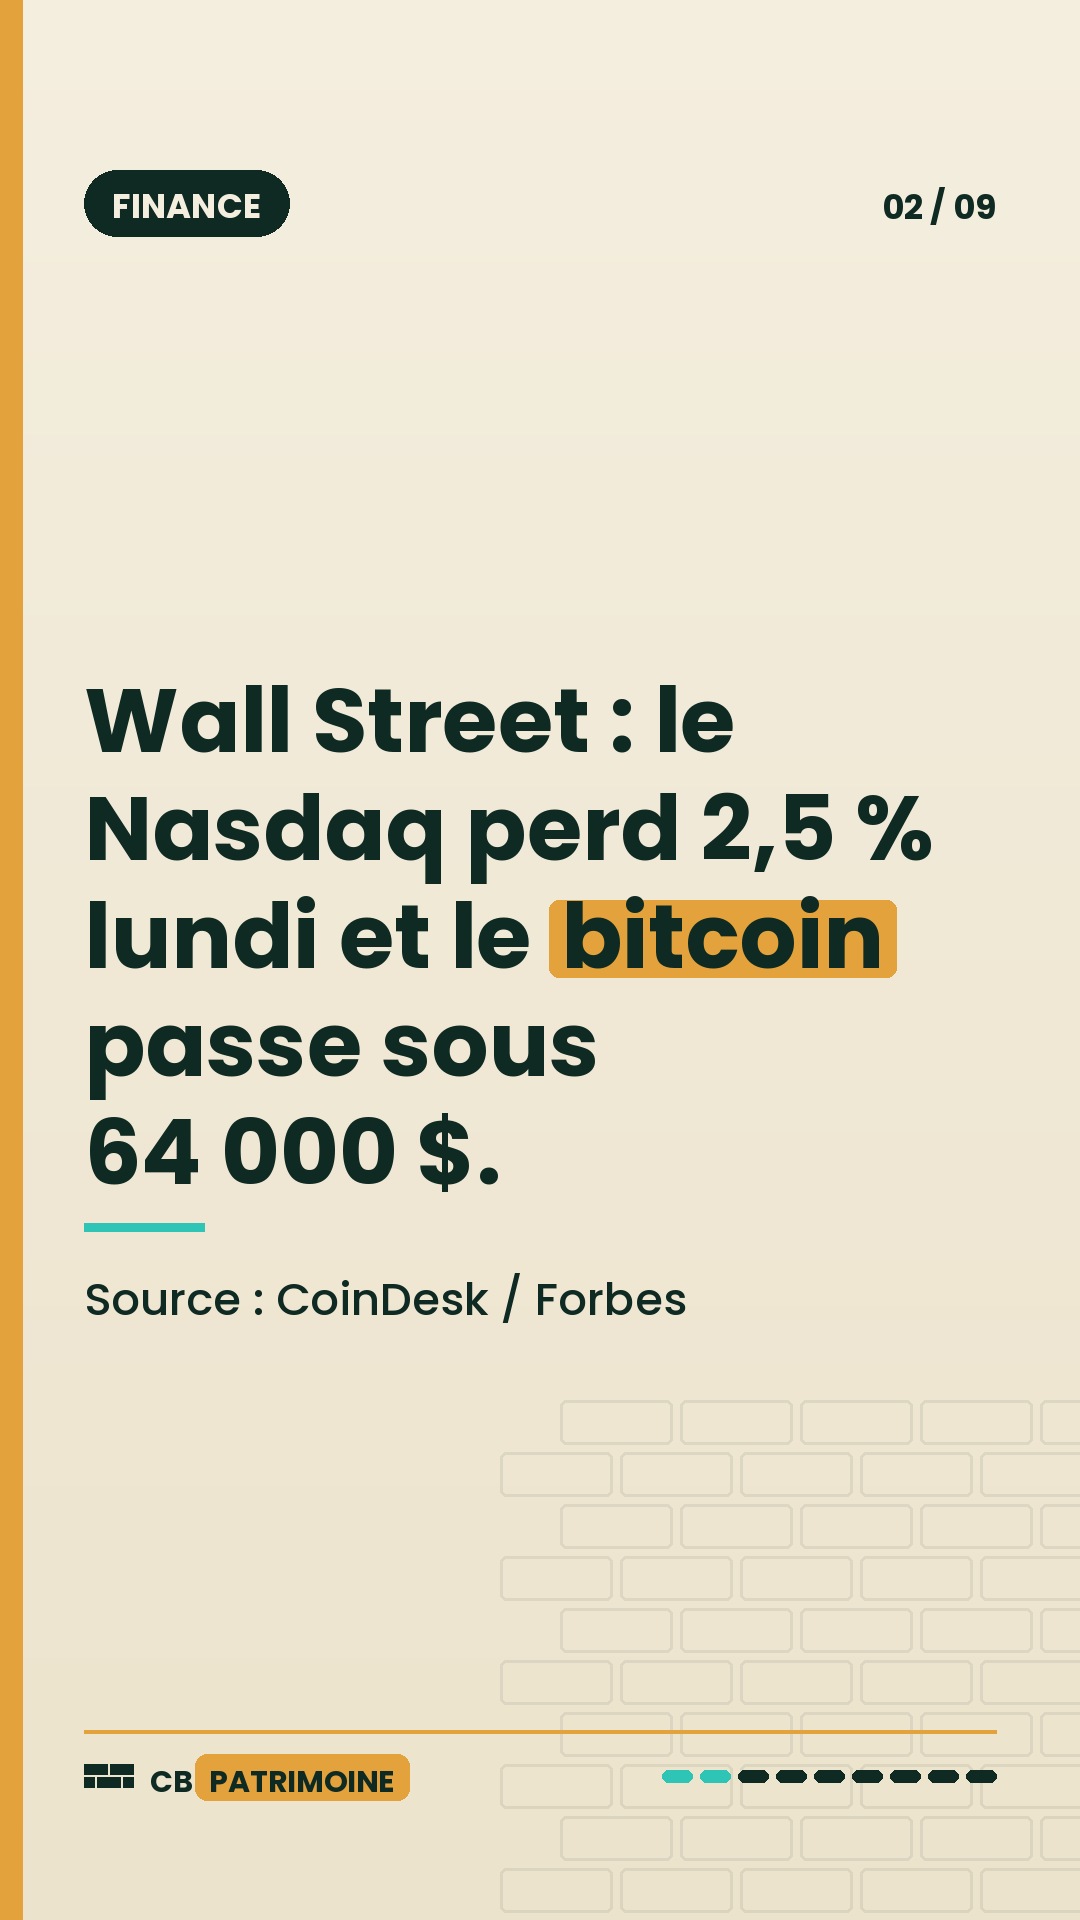 FINANCE
02 / 09
Wall Street : le
Nasdaq perd 2,5 %
lundi et le bitcoin
passe sous
64 000 $.
Source : CoinDesk / Forbes
CB PATRIMOINE